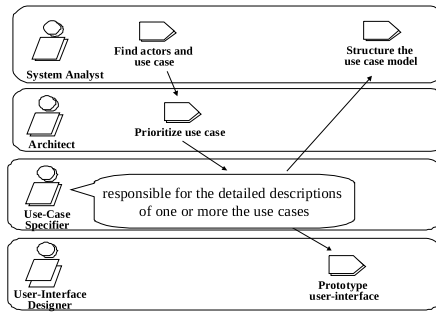 Find actors and
use case
Structure the
use case model
System Analyst
Prioritize use case
Architect
responsible for the detailed descriptions
of one or more the use cases
Use-Case
Specifier
Prototype
user-interface
User-Interface
Designer